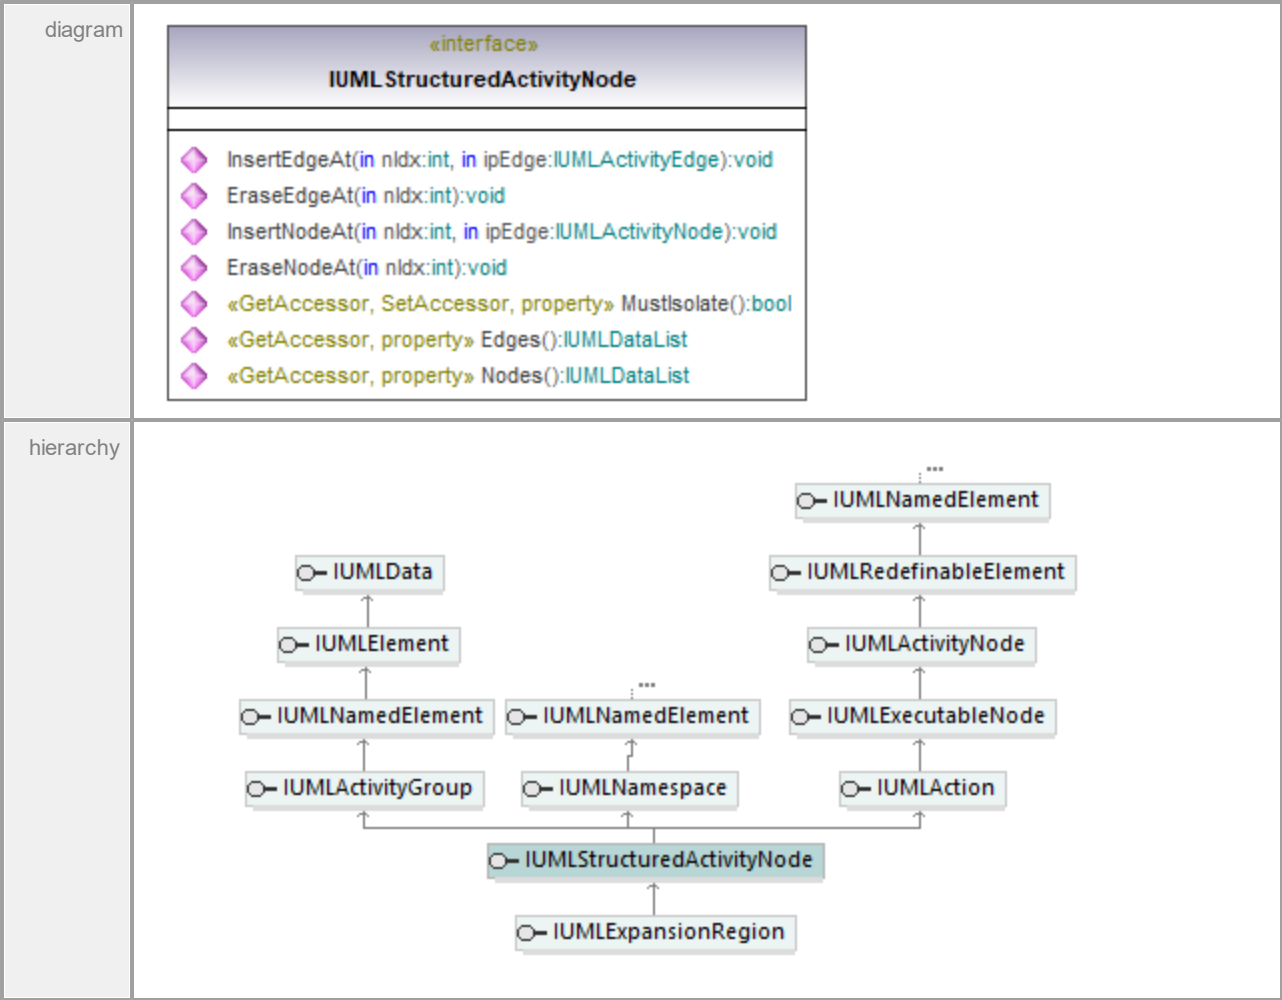 diagram
«interface»
IUMLStructuredActivityNode
InsertEdgeAt(in nIdx:int, in ipEdge:IUMLActivityEdge):void
EraseEdgeAt(in nIdx:int):void
InsertNodeAt(in nIdx:int, in ipEdge:IUMLActivityNode):void
EraseNodeAt(in nIdx:int):void
«GetAccessor, SetAccessor, property» MustIsolate():bool
«GetAccessor, property» Edges():IUMLDataList
«GetAccessor, property» Nodes():IUMLDataList
hierarchy
...
IUMLNamedElement
IUMLData
IUMLRedefinableElement
IUMLElement
IUMLActivityNode
...
IUMLNamedElement
IUMLNamedElement
IUMLExecutableNode
IUMLActivityGroup
IUMLNamespace
IUMLAction
IUMLStructuredActivityNode
IUMLExpansionRegion